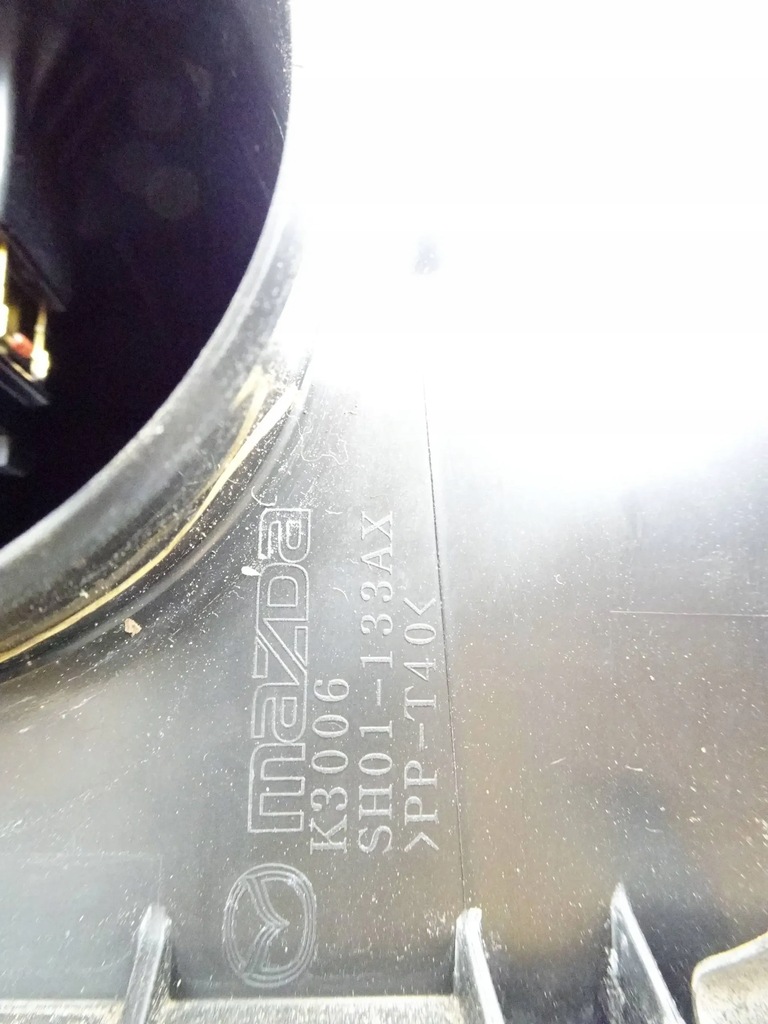 mazda
K3006
SH01-133AX
>PP-T40<